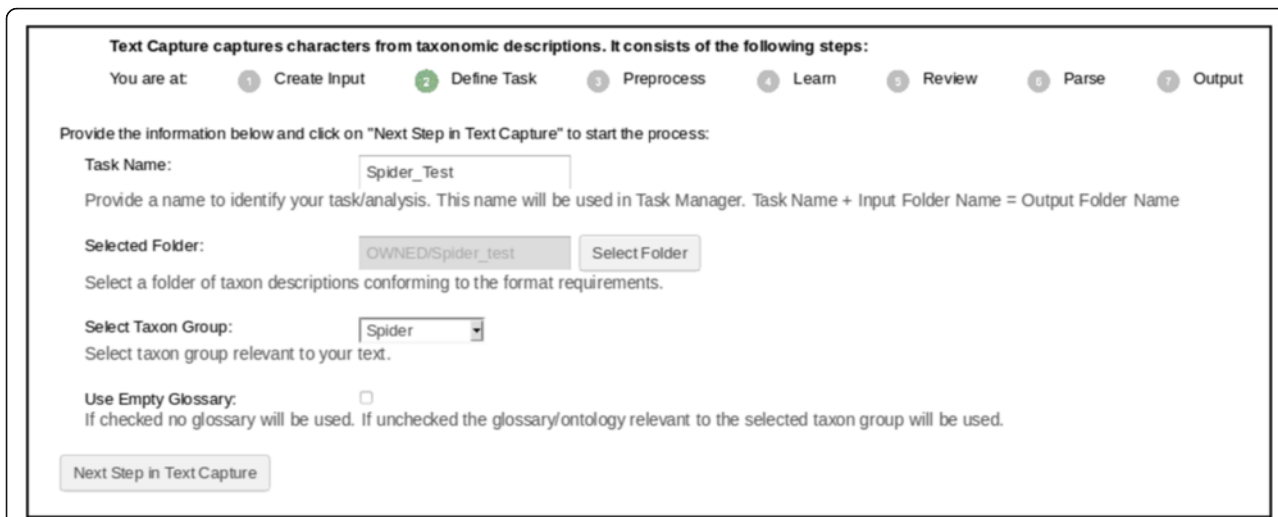 Text Capture captures characters from taxonomic descriptions. It consists of the following steps:
You are at: 1 Create Input 2 Define Task 3 Preprocess 4 Learn 5 Review 6 Parse 7 Output
Provide the information below and click on "Next Step in Text Capture" to start the process:
Task Name: Spider_Test
Provide a name to identify your task/analysis. This name will be used in Task Manager. Task Name + Input Folder Name = Output Folder Name
Selected Folder: OWNED/Spider_test Select Folder
Select a folder of taxon descriptions conforming to the format requirements.
Select Taxon Group: Spider
Select taxon group relevant to your text.
Use Empty Glossary:
If checked no glossary will be used. If unchecked the glossary/ontology relevant to the selected taxon group will be used.
Next Step in Text Capture